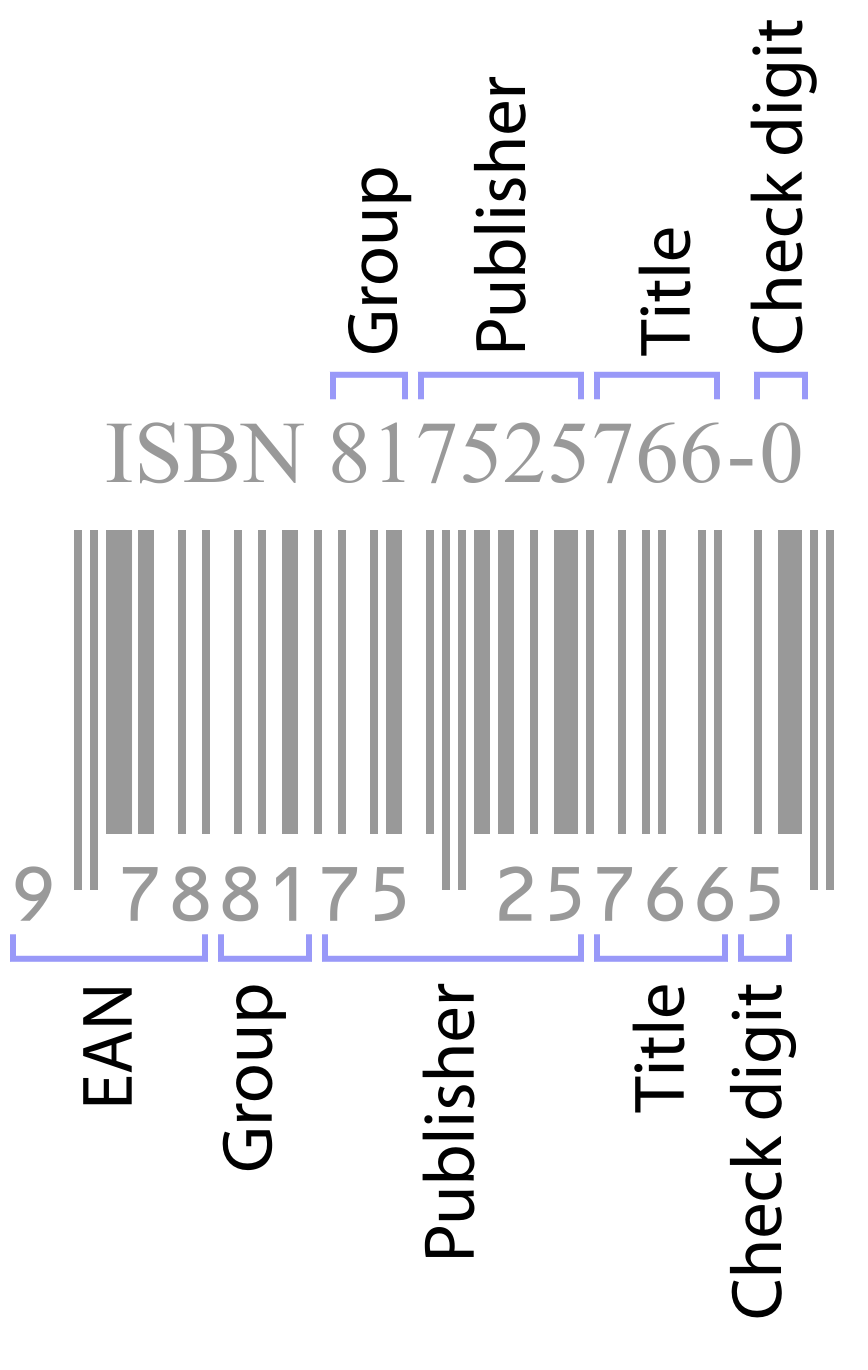 Group Publisher Title Check digit
ISBN 817525766-0
9 788175 257665
EAN Group Publisher Title Check digit